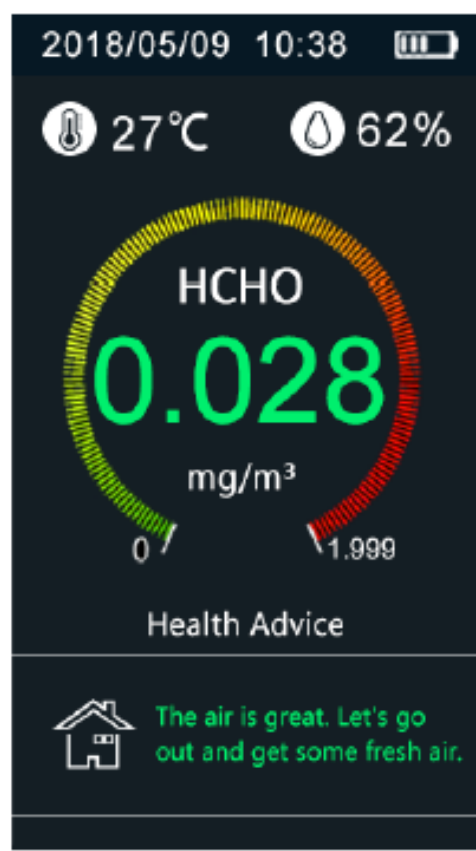 2018/05/09 10:38
27℃ 62%
HCHO
0.028
mg/m³
0 1.999
Health Advice
The air is great. Let's go
out and get some fresh air.